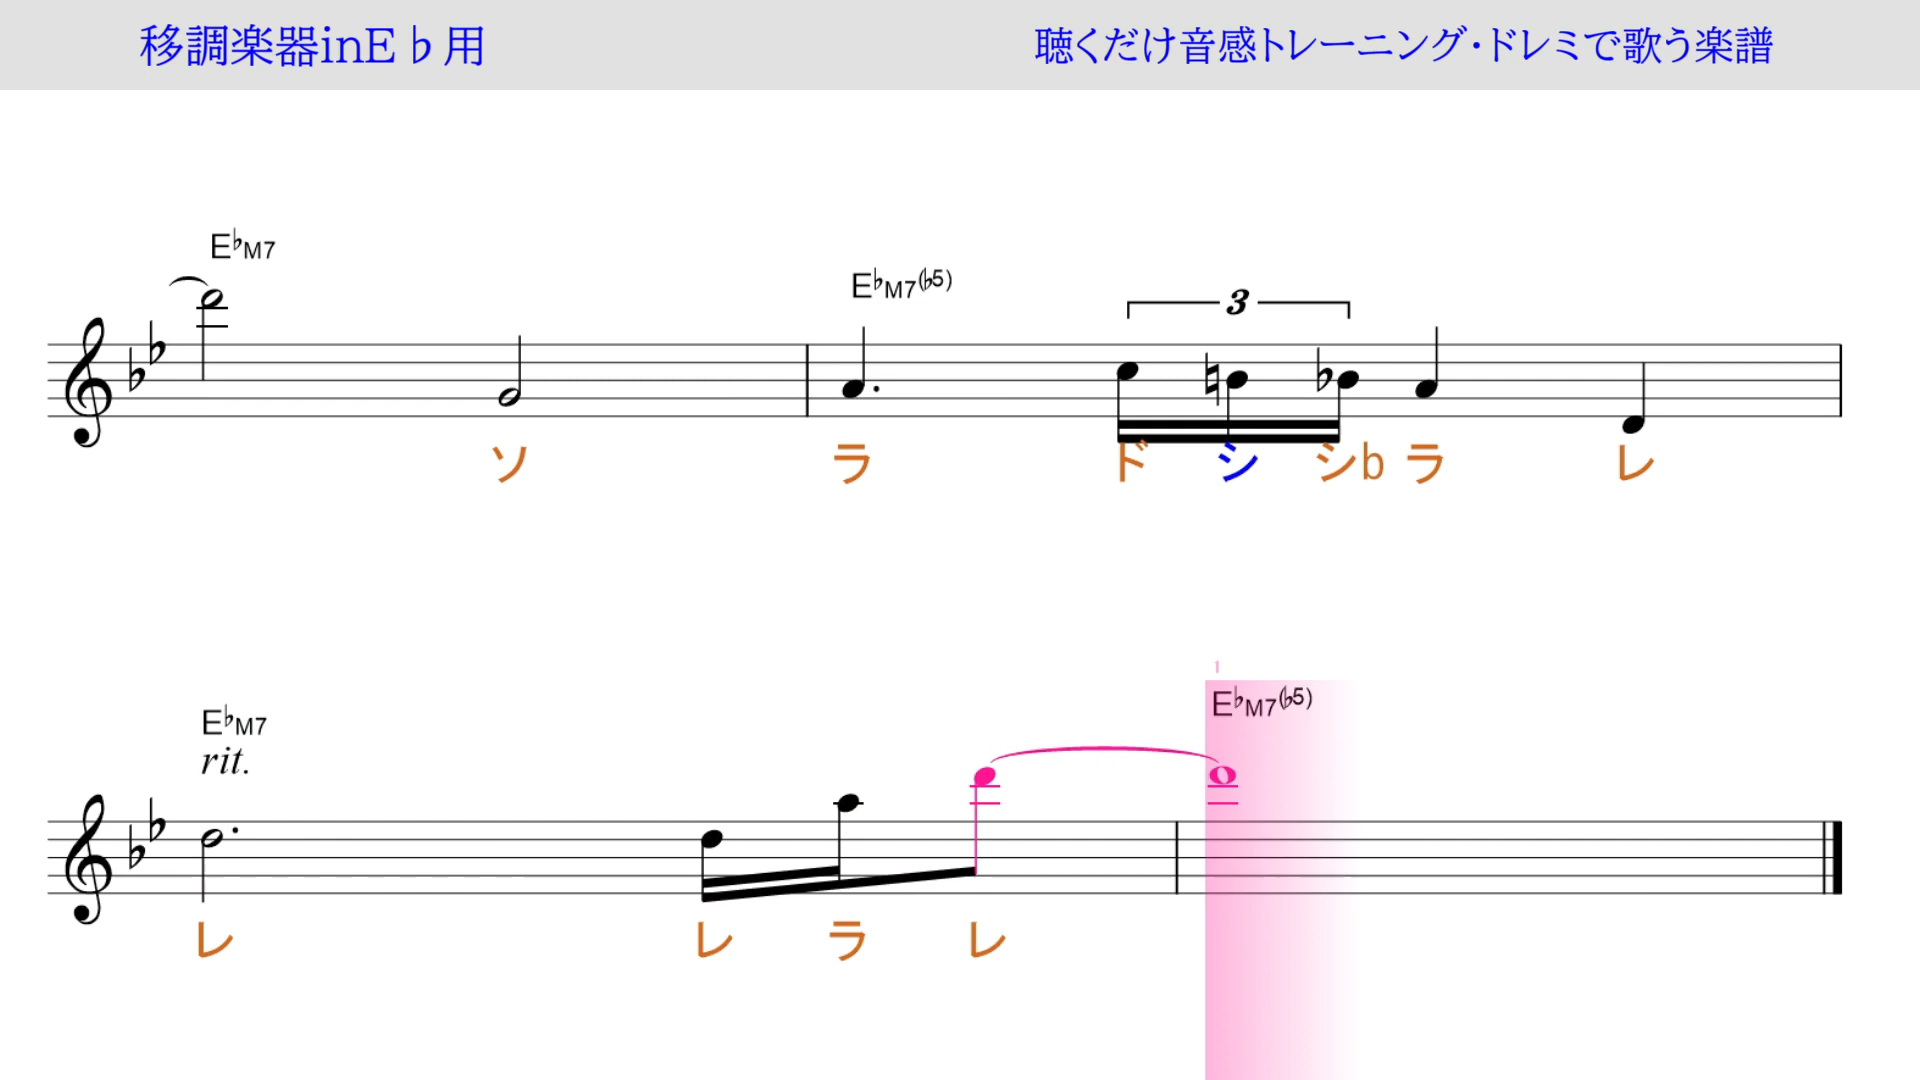 移調楽器inE♭用
聴くだけ音感トレーニング・ドレミで歌う楽譜
E♭M7
E♭M7(♭5)
3
ソ ラ ド シ シb ラ レ
1
E♭M7
E♭M7(♭5)
rit.
レ レ ラ レ